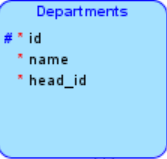 Departments
# * id
* name
* head_id